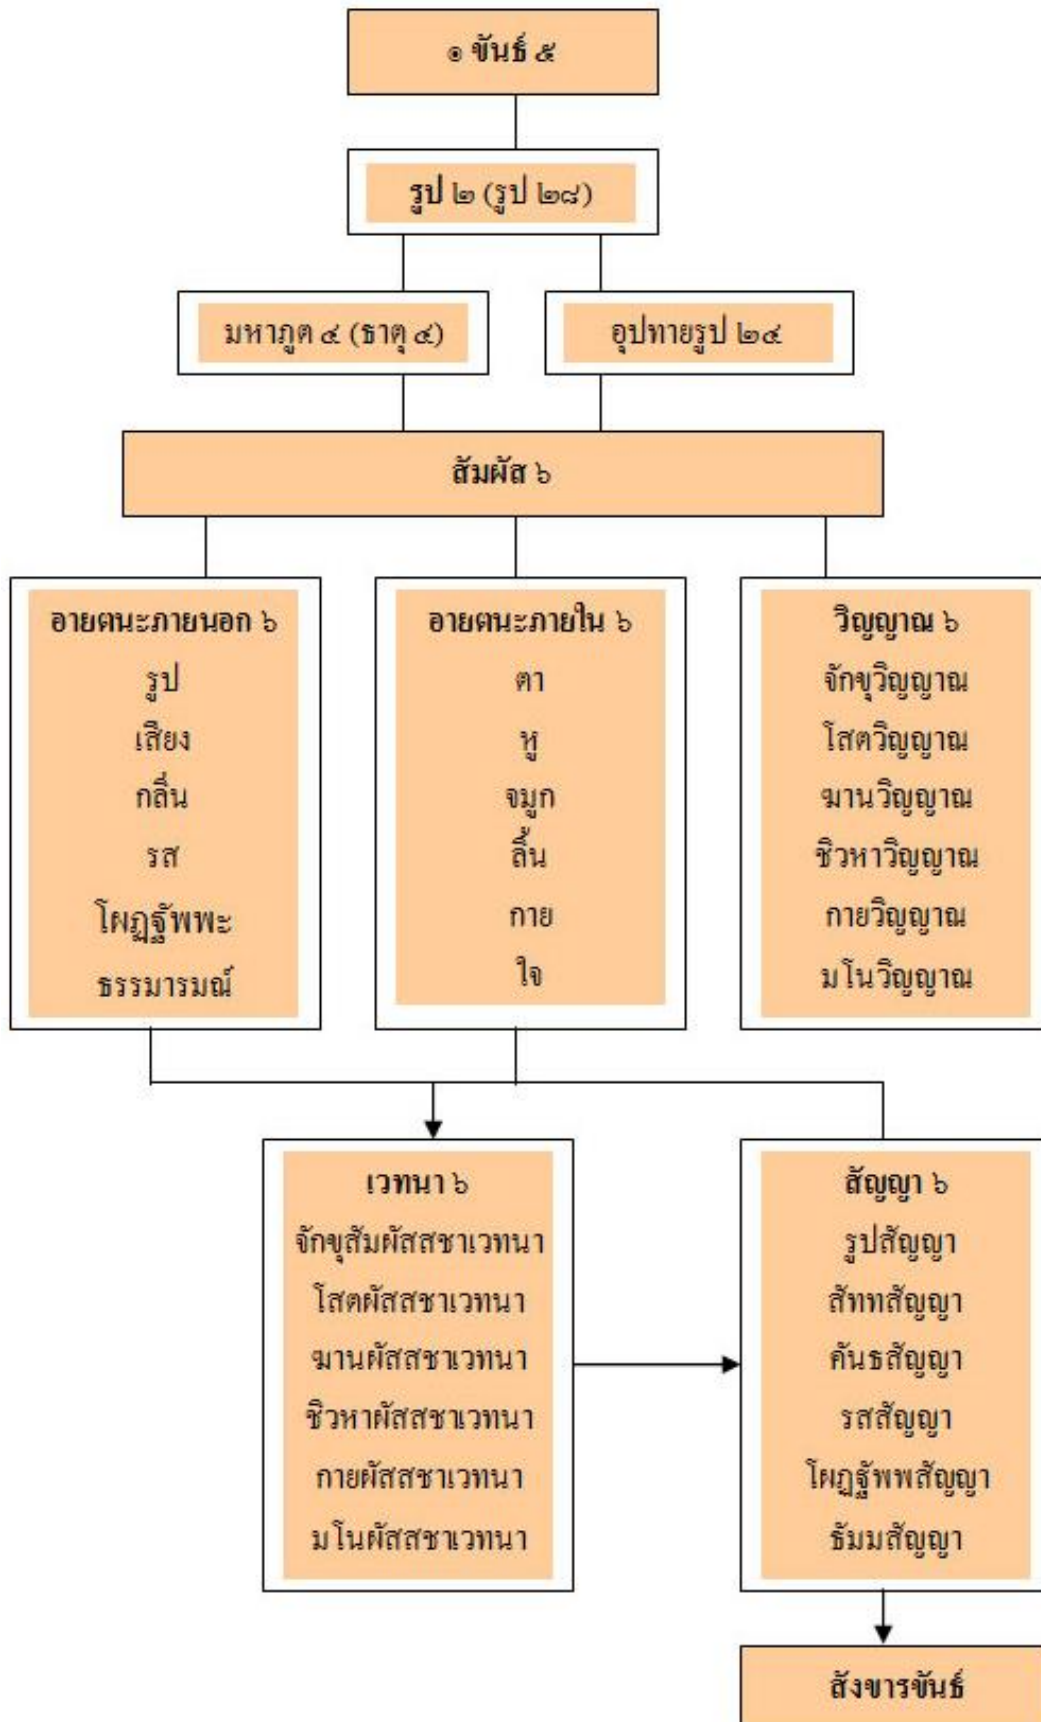 ๑ ขันธ์ ๕
รูป ๒ (รูป ๒๘)
มหาภูต ๔ (ธาตุ ๔)
อุปทายรูป ๒๔
สัมผัส ๖
อายตนะภายนอก ๖
รูป
เสียง
กลิ่น
รส
โผฏฐัพพะ
ธรรมารมณ์
อายตนะภายใน ๖
ตา
หู
จมูก
ลิ้น
กาย
ใจ
วิญญาณ ๖
จักขุวิญญาณ
โสตวิญญาณ
ฆานวิญญาณ
ชิวหาวิญญาณ
กายวิญญาณ
มโนวิญญาณ
เวทนา ๖
จักขุสัมผัสสชาเวทนา
โสตผัสสชาเวทนา
ฆานผัสสชาเวทนา
ชิวหาผัสสชาเวทนา
กายผัสสชาเวทนา
มโนผัสสชาเวทนา
สัญญา ๖
รูปสัญญา
สัททสัญญา
คันธสัญญา
รสสัญญา
โผฏฐัพพสัญญา
ธัมมสัญญา
สังขารขันธ์